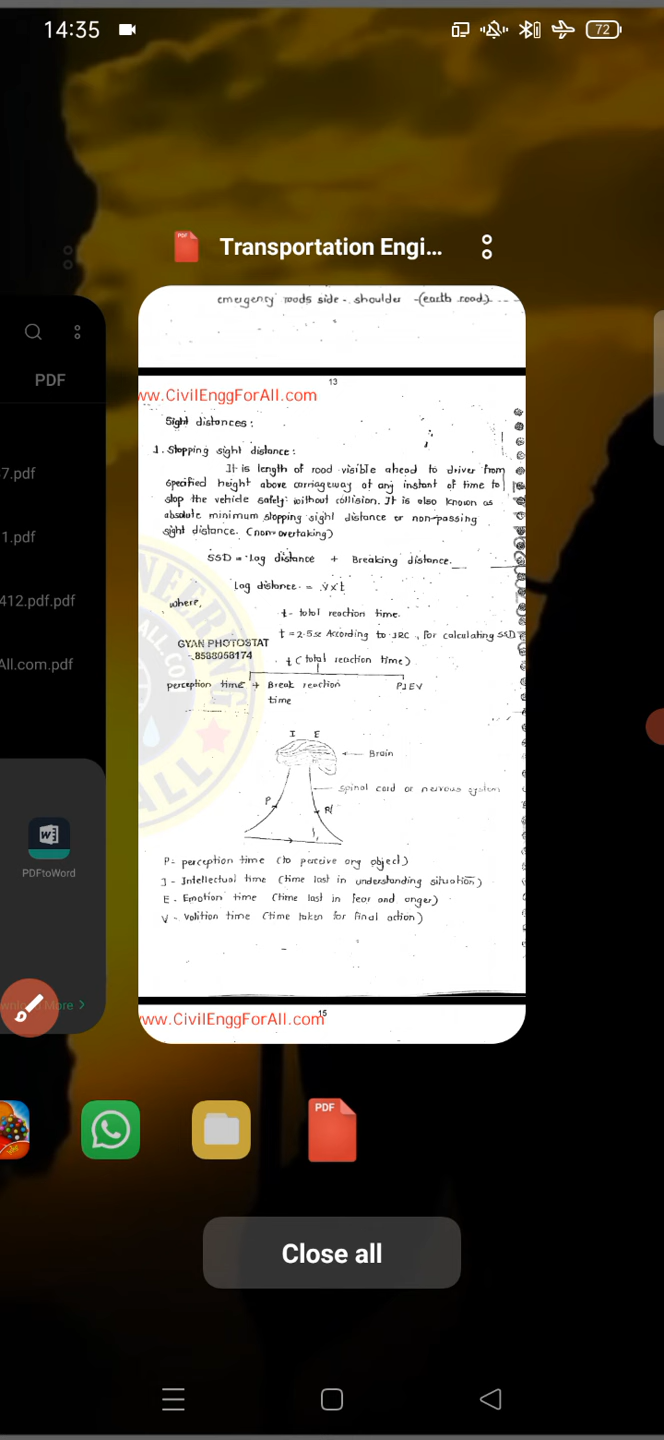 14:35
72
Transportation Engi...
emergency roads side - shoulder -(earth road)
PDF
13
ww.CivilEnggForAll.com
Sight distances:
1. Stopping sight distance:
It is length of road visible ahead to driver from
specified height above carriageway at any instant of time to
stop the vehicle safely without collision. It is also known as
absolute minimum stopping sight distance or non-passing
sight distance. (non-overtaking)
7.pdf
1.pdf
412.pdf.pdf
All.com.pdf
SSD = Lag distance + Breaking distance.
Lag distance = v x t
where,
t - total reaction time.
t = 2.5se According to IRC, for calculating SSD
GYAN PHOTOSTAT
8588058174
t (total reaction time)
perception time + Break reaction time
PIEV
I E
Brain
spinal cord or nervous system
P
P - perception time (to perceive any object)
I - Intellectual time (time last in understanding situation)
E - Emotion time (time last in fear and anger)
V - Volition time (time taken for final action)
W
PDFtoWord
More >
15
ww.CivilEnggForAll.com
PDF
Close all